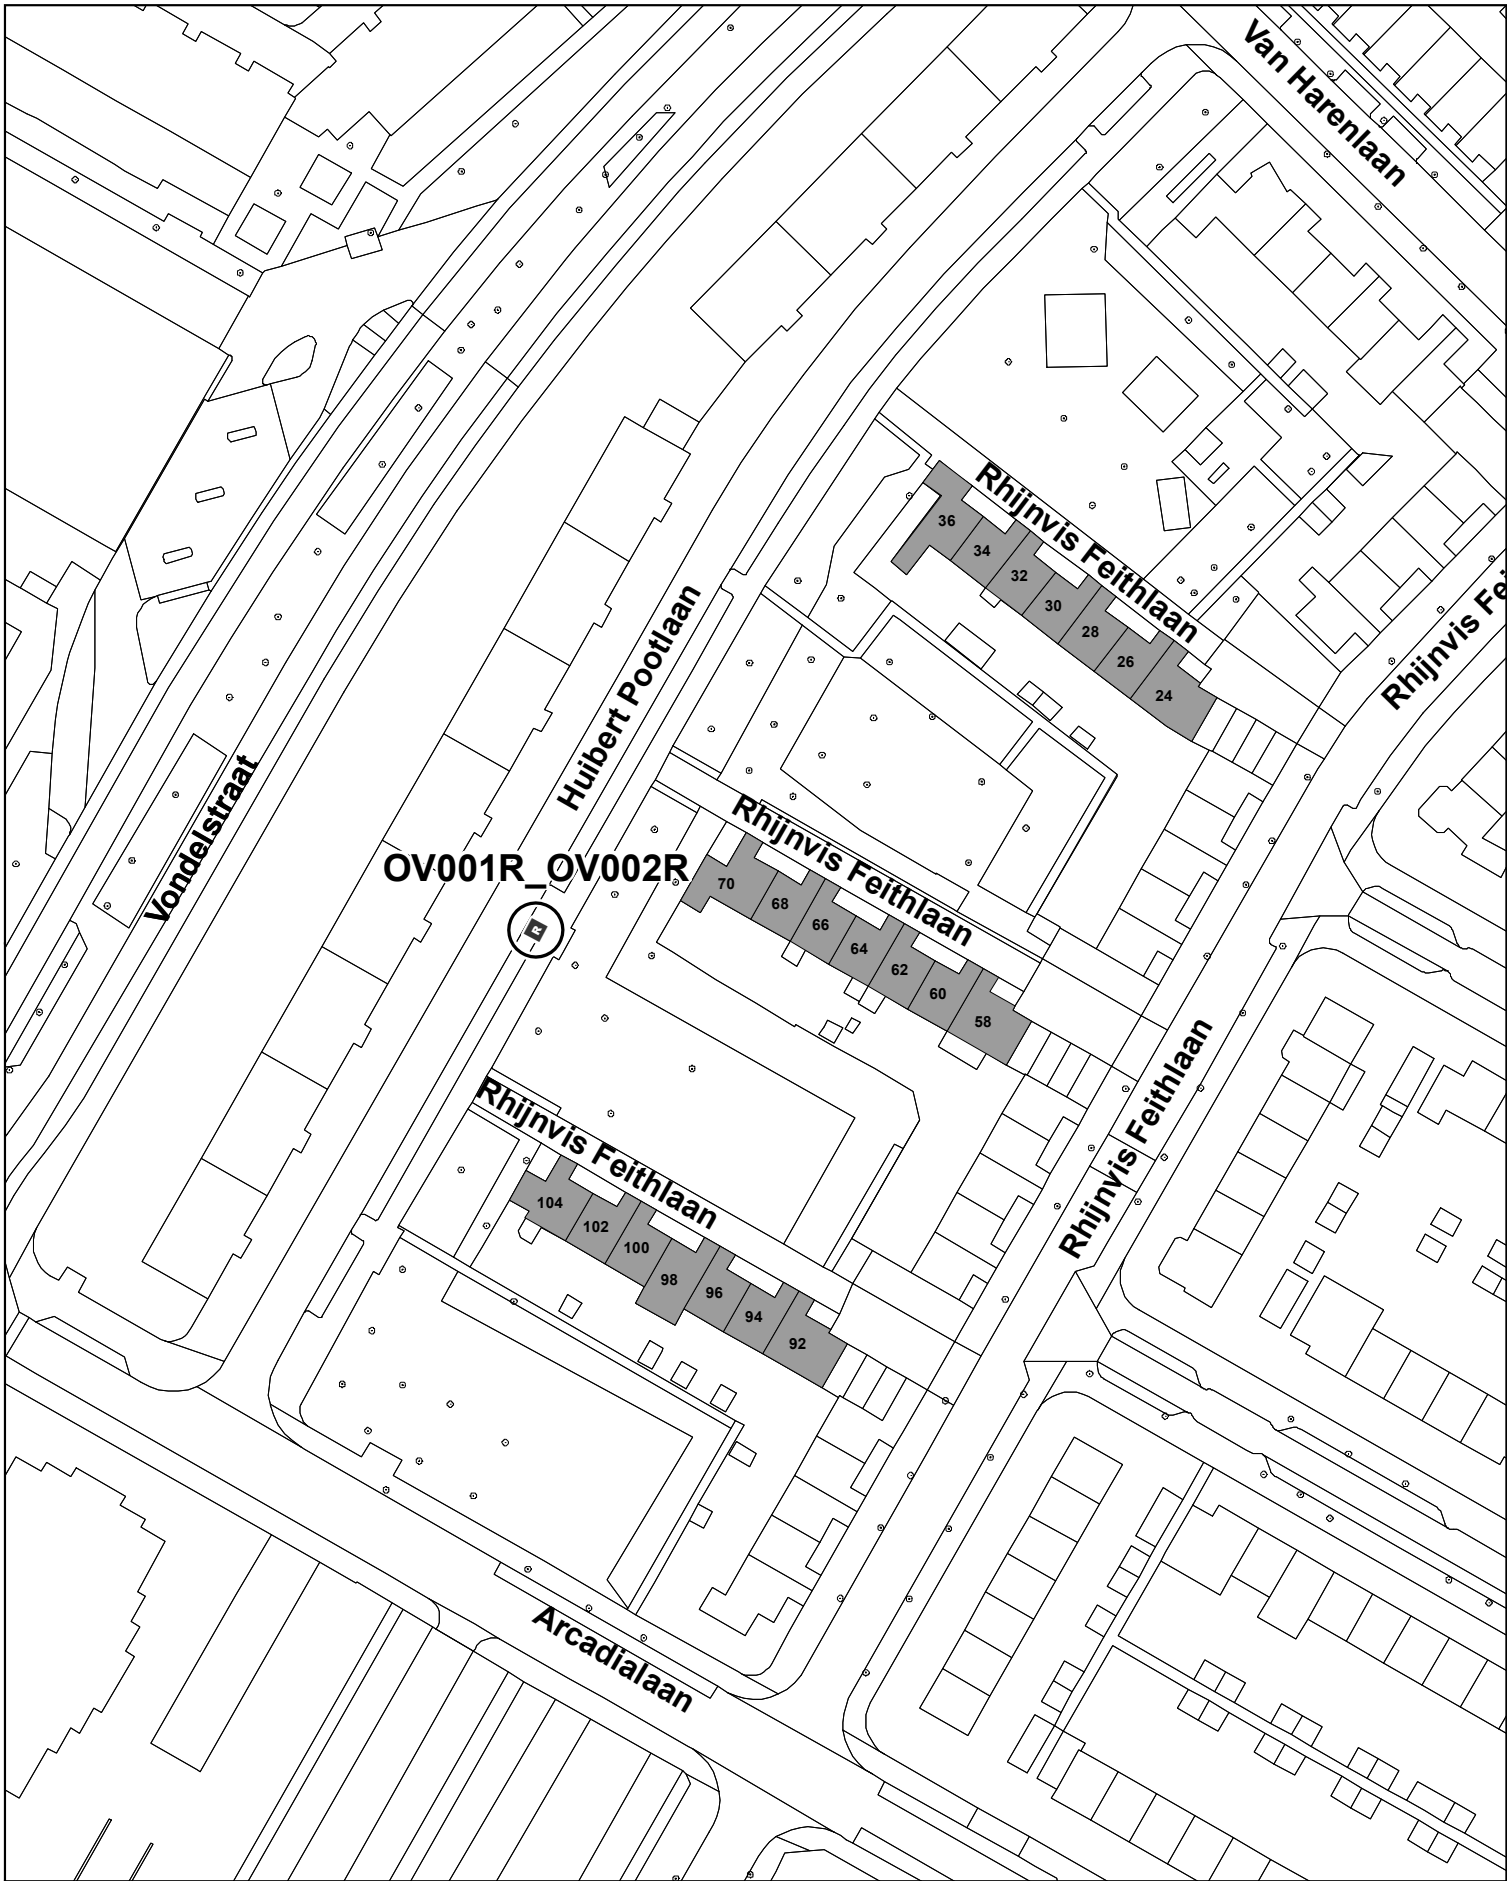 Van Harenlaan
Rhijnvis Feithlaan
36
34
32
30
28
26
24
Rhijnvis Fei
Huibert Pootlaan
Vondelstraat
OV001R_OV002R
R
Rhijnvis Feithlaan
70
68
66
64
62
60
58
Rhijnvis Feithlaan
Rhijnvis Feithlaan
104
102
100
98
96
94
92
Arcadialaan